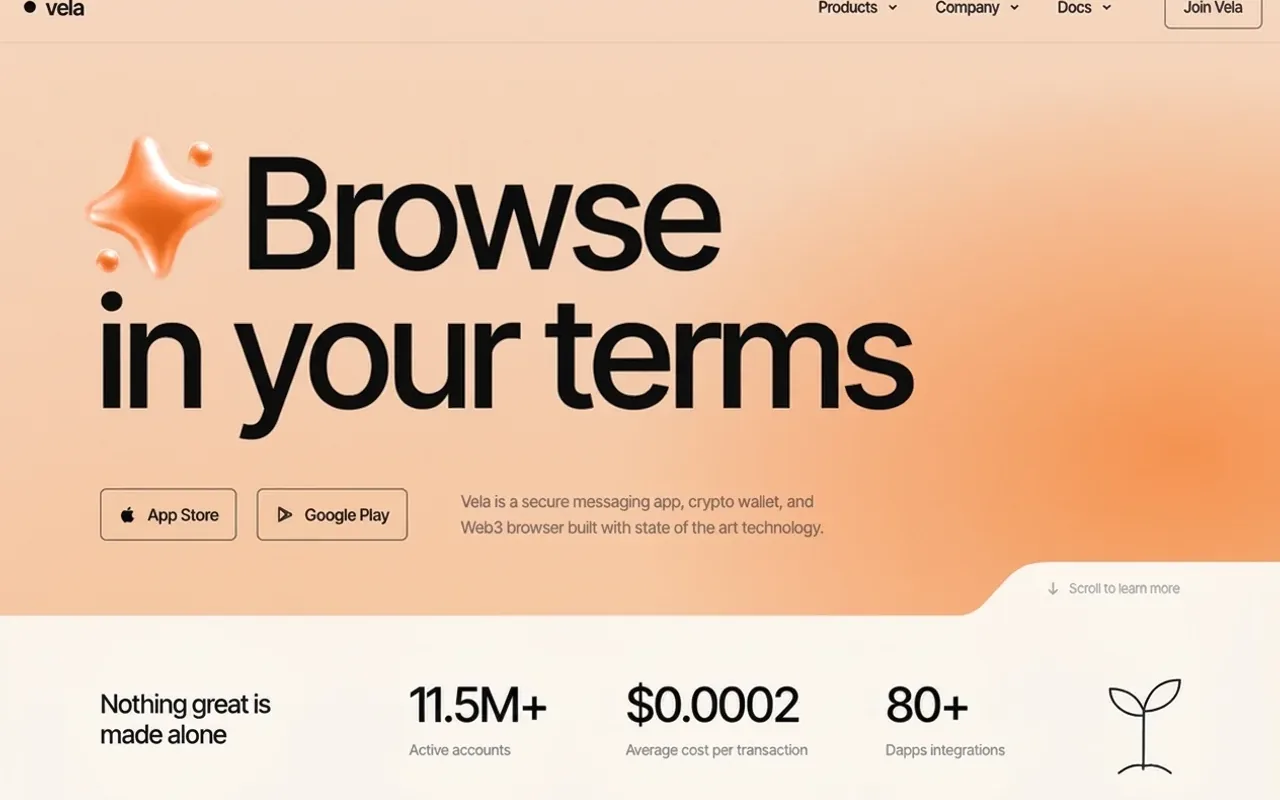 vela
Products
Company
Docs
Join Vela
Browse
in your terms
App Store
Google Play
Vela is a secure messaging app, crypto wallet, and
Web3 browser built with state of the art technology.
Scroll to learn more
Nothing great is
made alone
11.5M+
Active accounts
$0.0002
Average cost per transaction
80+
Dapps integrations